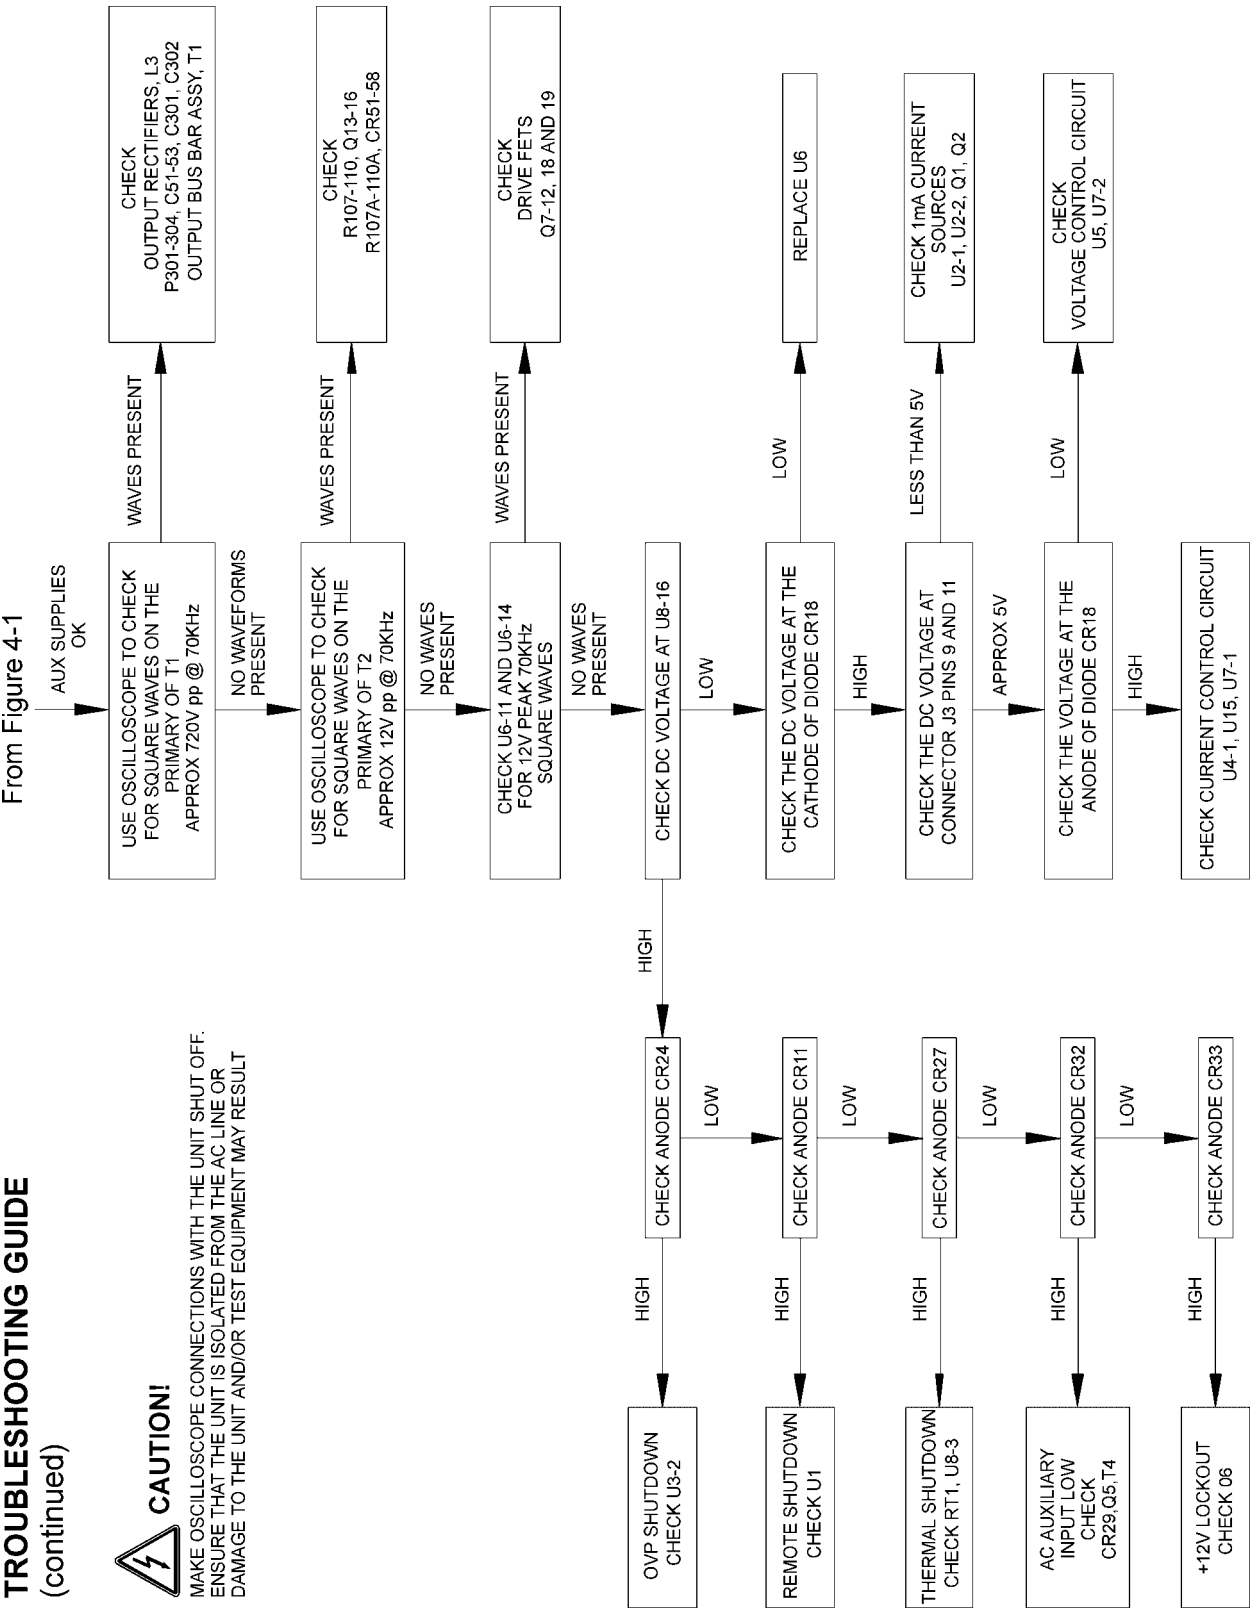 TROUBLESHOOTING GUIDE
(continued)
CAUTION!
MAKE OSCILLOSCOPE CONNECTIONS WITH THE UNIT SHUT OFF.
ENSURE THAT THE UNIT IS ISOLATED FROM THE AC LINE OR
DAMAGE TO THE UNIT AND/OR TEST EQUIPMENT MAY RESULT
From Figure 4-1
AUX SUPPLIES
OK
USE OSCILLOSCOPE TO CHECK
FOR SQUARE WAVES ON THE
PRIMARY OF T1
APPROX 720V pp @ 70KHz
WAVES PRESENT
CHECK
OUTPUT RECTIFIERS, L3
P301-304, C51-53, C301, C302
OUTPUT BUS BAR ASSY, T1
NO WAVEFORMS
PRESENT
USE OSCILLOSCOPE TO CHECK
FOR SQUARE WAVES ON THE
PRIMARY OF T2
APPROX 12V pp @ 70KHz
WAVES PRESENT
CHECK
R107-110, Q13-16
R107A-110A, CR51-58
NO WAVES
PRESENT
CHECK U6-11 AND U6-14
FOR 12V PEAK 70KHz
SQUARE WAVES
WAVES PRESENT
CHECK
DRIVE FETS
Q7-12, 18 AND 19
NO WAVES
PRESENT
CHECK DC VOLTAGE AT U8-16
HIGH
CHECK ANODE CR24
HIGH
OVP SHUTDOWN
CHECK U3-2
LOW
CHECK ANODE CR11
HIGH
REMOTE SHUTDOWN
CHECK U1
LOW
CHECK ANODE CR27
HIGH
THERMAL SHUTDOWN
CHECK RT1, U8-3
LOW
CHECK ANODE CR32
HIGH
AC AUXILIARY
INPUT LOW
CHECK
CR29,Q5,T4
LOW
CHECK ANODE CR33
HIGH
+12V LOCKOUT
CHECK 06
LOW
CHECK THE DC VOLTAGE AT THE
CATHODE OF DIODE CR18
LOW
REPLACE U6
HIGH
CHECK THE DC VOLTAGE AT
CONNECTOR J3 PINS 9 AND 11
LESS THAN 5V
CHECK 1mA CURRENT
SOURCES
U2-1, U2-2, Q1, Q2
APPROX 5V
CHECK THE VOLTAGE AT THE
ANODE OF DIODE CR18
LOW
CHECK
VOLTAGE CONTROL CIRCUIT
U5, U7-2
HIGH
CHECK CURRENT CONTROL CIRCUIT
U4-1, U15, U7-1